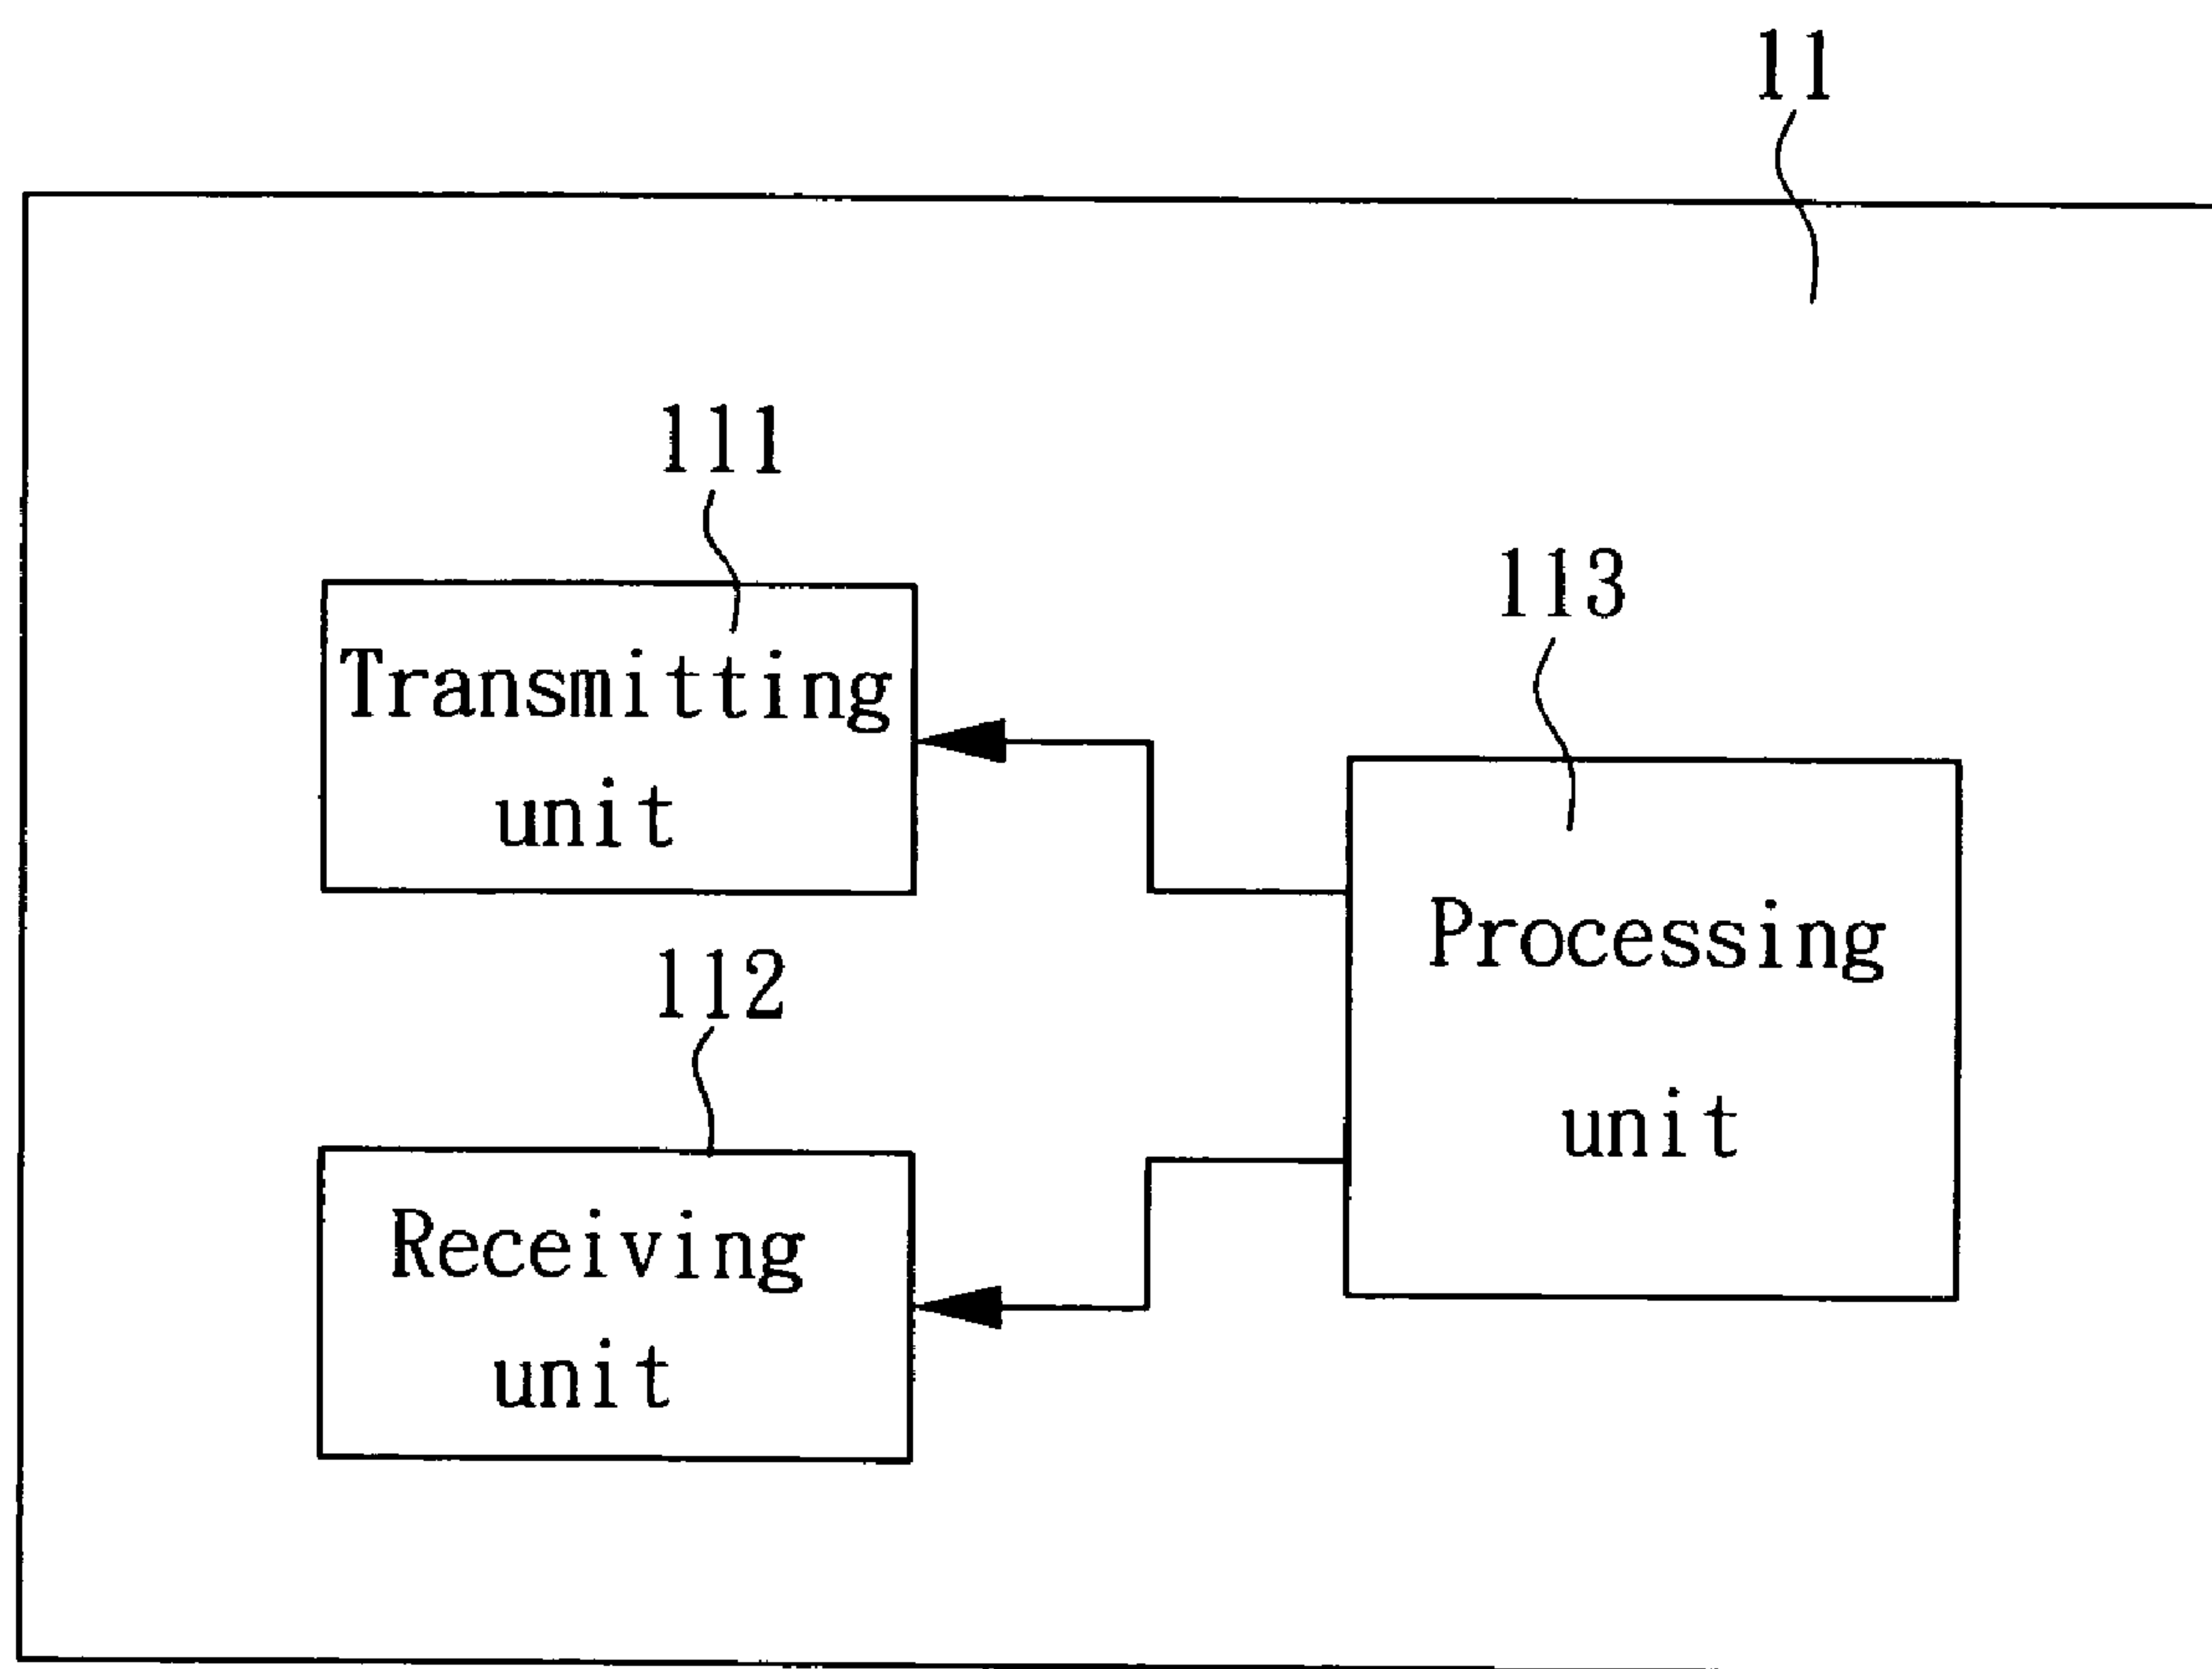 11
111
Transmitting
unit
113
Processing
unit
112
Receiving
unit